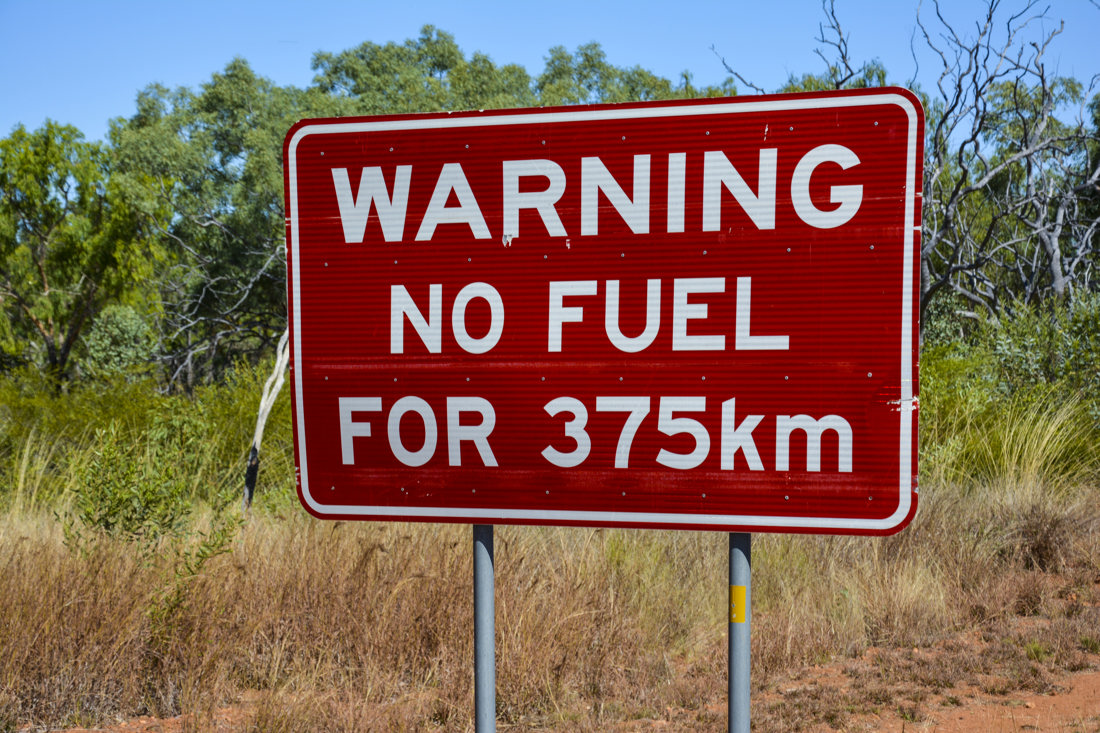 WARNING
NO FUEL
FOR 375km